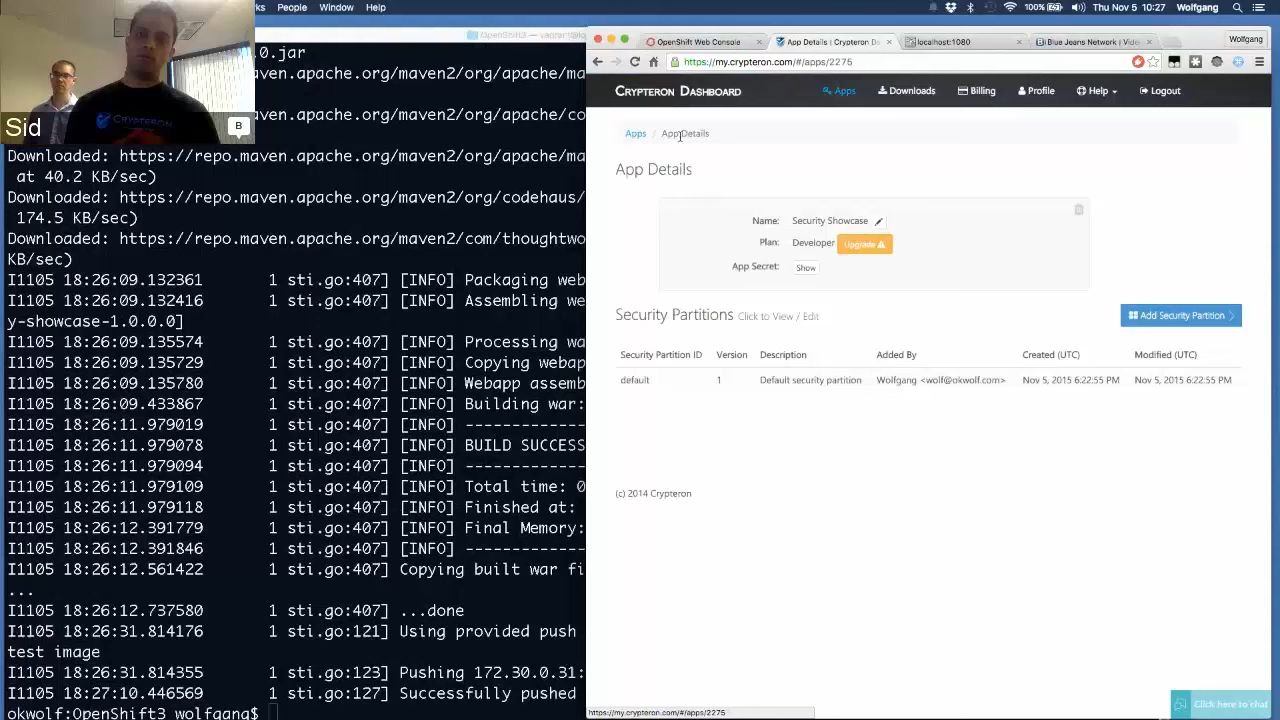 ks People Window Help 100% Thu Nov 5 10:27 Wolfgang
OpenShift3 — vagrant@lo
Sid
B
CRYPTERON
.0.jar
v.maven.apache.org/maven2/org/apache/ma
v.maven.apache.org/maven2/org/apache/co
v.maven.apache.org/maven2/org/apache/ma
Downloaded: https://repo.maven.apache.org/maven2/org/apache/ma
at 40.2 KB/sec)
Downloaded: https://repo.maven.apache.org/maven2/org/codehaus/
174.5 KB/sec)
Downloaded: https://repo.maven.apache.org/maven2/com/thoughtwo
KB/sec)
I1105 18:26:09.132361 1 sti.go:407] [INFO] Packaging web
I1105 18:26:09.132416 1 sti.go:407] [INFO] Assembling we
y-showcase-1.0.0.0]
I1105 18:26:09.135574 1 sti.go:407] [INFO] Processing wa
I1105 18:26:09.135729 1 sti.go:407] [INFO] Copying webap
I1105 18:26:09.135780 1 sti.go:407] [INFO] Webapp assemb
I1105 18:26:09.433867 1 sti.go:407] [INFO] Building war:
I1105 18:26:11.979019 1 sti.go:407] [INFO] -------------
I1105 18:26:11.979078 1 sti.go:407] [INFO] BUILD SUCCESS
I1105 18:26:11.979094 1 sti.go:407] [INFO] -------------
I1105 18:26:11.979109 1 sti.go:407] [INFO] Total time: 0
I1105 18:26:11.979118 1 sti.go:407] [INFO] Finished at:
I1105 18:26:12.391779 1 sti.go:407] [INFO] Final Memory:
I1105 18:26:12.391846 1 sti.go:407] [INFO] -------------
I1105 18:26:12.561422 1 sti.go:407] Copying built war fi
...
I1105 18:26:12.737580 1 sti.go:407] ...done
I1105 18:26:31.814176 1 sti.go:121] Using provided push
test image
I1105 18:26:31.814355 1 sti.go:123] Pushing 172.30.0.31:
I1105 18:27:10.446569 1 sti.go:127] Successfully pushed
okwolf:OpenShift3 wolfgang$
OpenShift Web Console App Details | Crypteron Da localhost:1080 Blue Jeans Network | Video Wolfgang
https://my.crypteron.com/#/apps/2275
CRYPTERON DASHBOARD Apps Downloads Billing Profile Help Logout
Apps / App Details
App Details
Name: Security Showcase
Plan: Developer Upgrade
App Secret: Show
Security Partitions Click to View / Edit Add Security Partition
Security Partition ID Version Description Added By Created (UTC) Modified (UTC)
default 1 Default security partition Wolfgang <wolf@okwolf.com> Nov 5, 2015 6:22:55 PM Nov 5, 2015 6:22:55 PM
(c) 2014 Crypteron
Click here to chat
https://my.crypteron.com/#/apps/2275